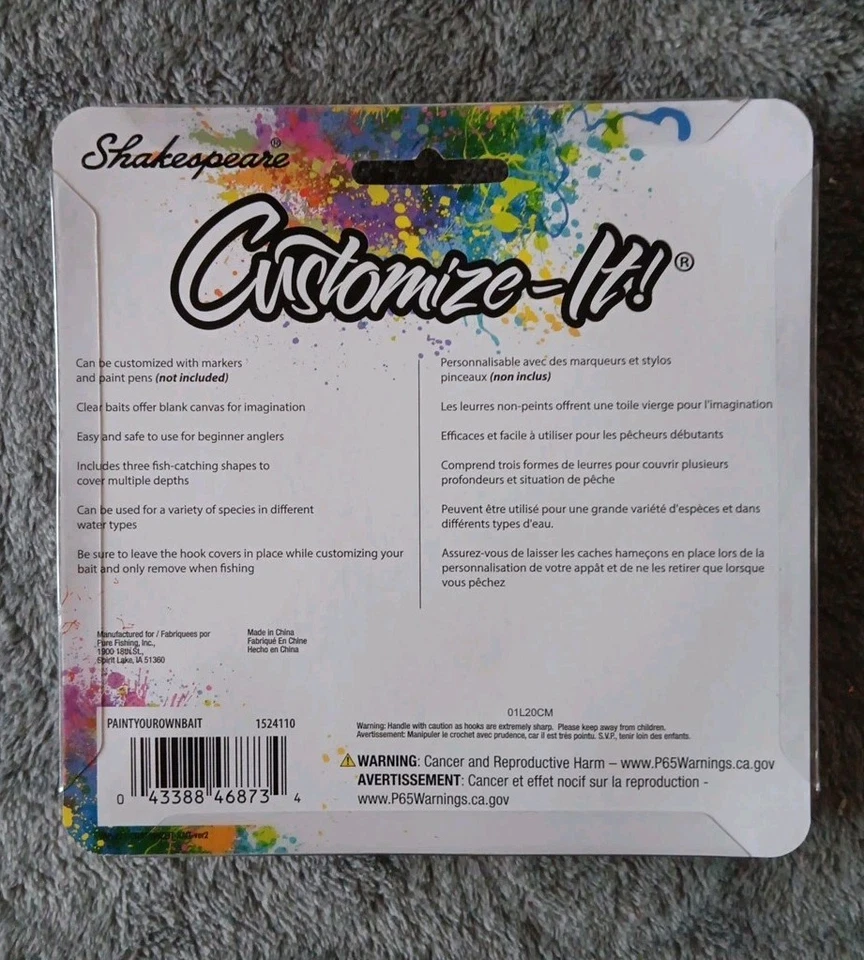 Shakespeare®
Customize-It!®
Can be customized with markers
and paint pens (not included)
Clear baits offer blank canvas for imagination
Easy and safe to use for beginner anglers
Includes three fish-catching shapes to
cover multiple depths
Can be used for a variety of species in different
water types
Be sure to leave the hook covers in place while customizing your
bait and only remove when fishing
Personnalisable avec des marqueurs et stylos
pinceaux (non inclus)
Les leurres non-peints offrent une toile vierge pour l'imagination
Efficaces et facile à utiliser pour les pêcheurs débutants
Comprend trois formes de leurres pour couvrir plusieurs
profondeurs et situation de pêche
Peuvent être utilisé pour une grande variété d'espèces et dans
différents types d'eau.
Assurez-vous de laisser les caches hameçons en place lors de la
personnalisation de votre appât et de ne les retirer que lorsque
vous pêchez
Manufactured for / Fabriquees por
Pure Fishing, Inc.,
1900 18th St.,
Spirit Lake, IA 51360
Made in China
Fabriqué En Chine
Hecho en China
01L20CM
PAINTYOUROWNBAIT 1524110
0 43388 46873 4
Warning: Handle with caution as hooks are extremely sharp. Please keep away from children.
Avertissement: Manipuler le crochet avec prudence, car il est très pointu. S.V.P., tenir loin des enfants.
WARNING: Cancer and Reproductive Harm – www.P65Warnings.ca.gov
AVERTISSEMENT: Cancer et effet nocif sur la reproduction -
www.P65Warnings.ca.gov